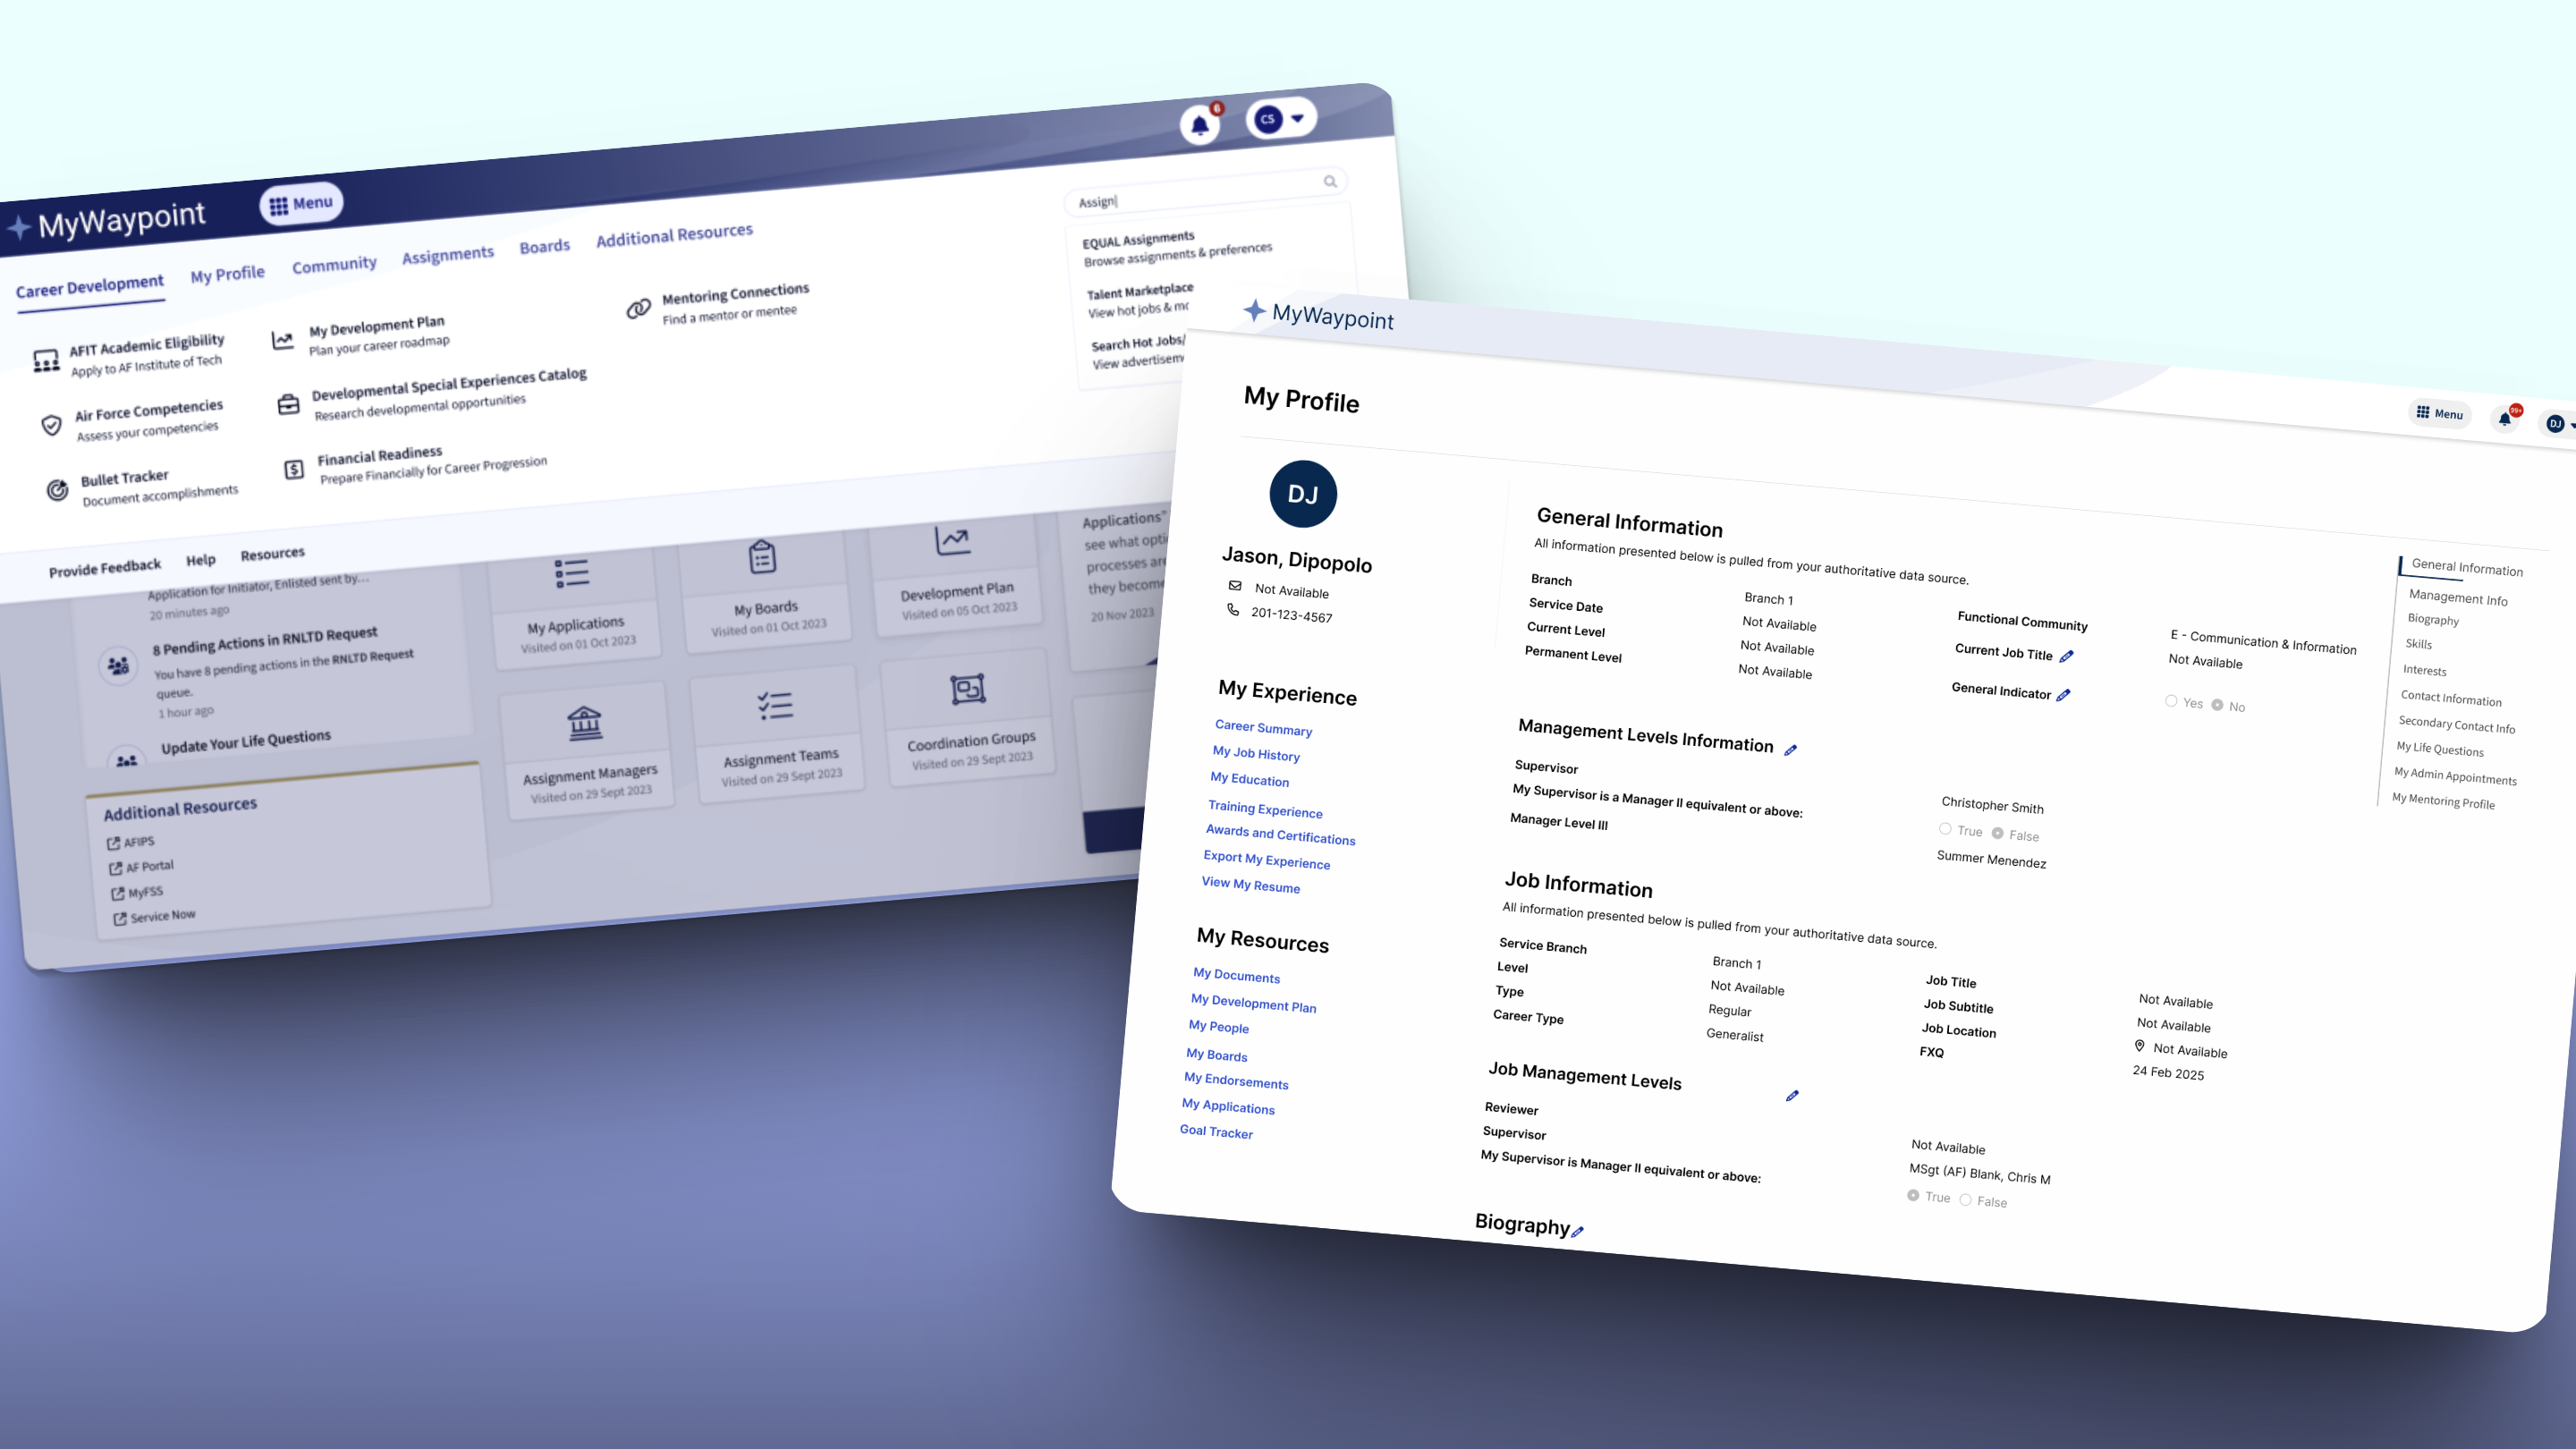 MyWaypoint
Menu
6
CS
Career Development
My Profile
Community
Assignments
Boards
Additional Resources
Assign
EQUAL Assignments
Browse assignments & preferences
Talent Marketplace
View hot jobs &
Search Hot Jobs/
View
AFIT Academic Eligibility
Apply to AF Institute of Tech
Air Force Competencies
Assess your competencies
Bullet Tracker
Document accomplishments
My Development Plan
Plan your career roadmap
Developmental Special Experiences Catalog
Research developmental opportunities
Financial Readiness
Prepare Financially for Career Progression
Mentoring Connections
Find a mentor or mentee
Provide Feedback
Help
Resources
Application for Initiator, Enlisted sent by...
20 minutes ago
8 Pending Actions in RNLTD Request
You have 8 pending actions in the RNLTD Request
queue.
1 hour ago
Update Your Life Questions
Additional Resources
AFIPS
AF Portal
MyFSS
Service Now
My Applications
Visited on 01 Oct 2023
My Boards
Visited on 01 Oct 2023
Development Plan
Visited on 05 Oct 2023
Assignment Managers
Visited on 29 Sept 2023
Assignment Teams
Visited on 29 Sept 2023
Coordination Groups
Visited on 29 Sept 2023
Applications"
see what
processes
they
20 Nov 2023
MyWaypoint
Menu
99+
DJ
My Profile
DJ
Jason, Dipopolo
Not Available
201-123-4567
My Experience
Career Summary
My Job History
My Education
Training Experience
Awards and Certifications
Export My Experience
View My Resume
My Resources
My Documents
My Development Plan
My People
My Boards
My Endorsements
My Applications
Goal Tracker
General Information
All information presented below is pulled from your authoritative data source.
Branch
Branch 1
Service Date
Not Available
Current Level
Not Available
Permanent Level
Not Available
Functional Community
E - Communication & Information
Current Job Title
Not Available
General Indicator
Yes No
Management Levels Information
Supervisor
Christopher Smith
My Supervisor is a Manager II equivalent or above:
True False
Manager Level III
Summer Menendez
Job Information
All information presented below is pulled from your authoritative data source.
Service Branch
Branch 1
Level
Not Available
Type
Regular
Career Type
Generalist
Job Title
Not Available
Job Subtitle
Not Available
Job Location
Not Available
FXQ
24 Feb 2025
Job Management Levels
Reviewer
Not Available
Supervisor
MSgt (AF) Blank, Chris M
My Supervisor is Manager II equivalent or above:
True False
Biography
General Information
Management Info
Biography
Skills
Interests
Contact Information
Secondary Contact Info
My Life Questions
My Admin Appointments
My Mentoring Profile